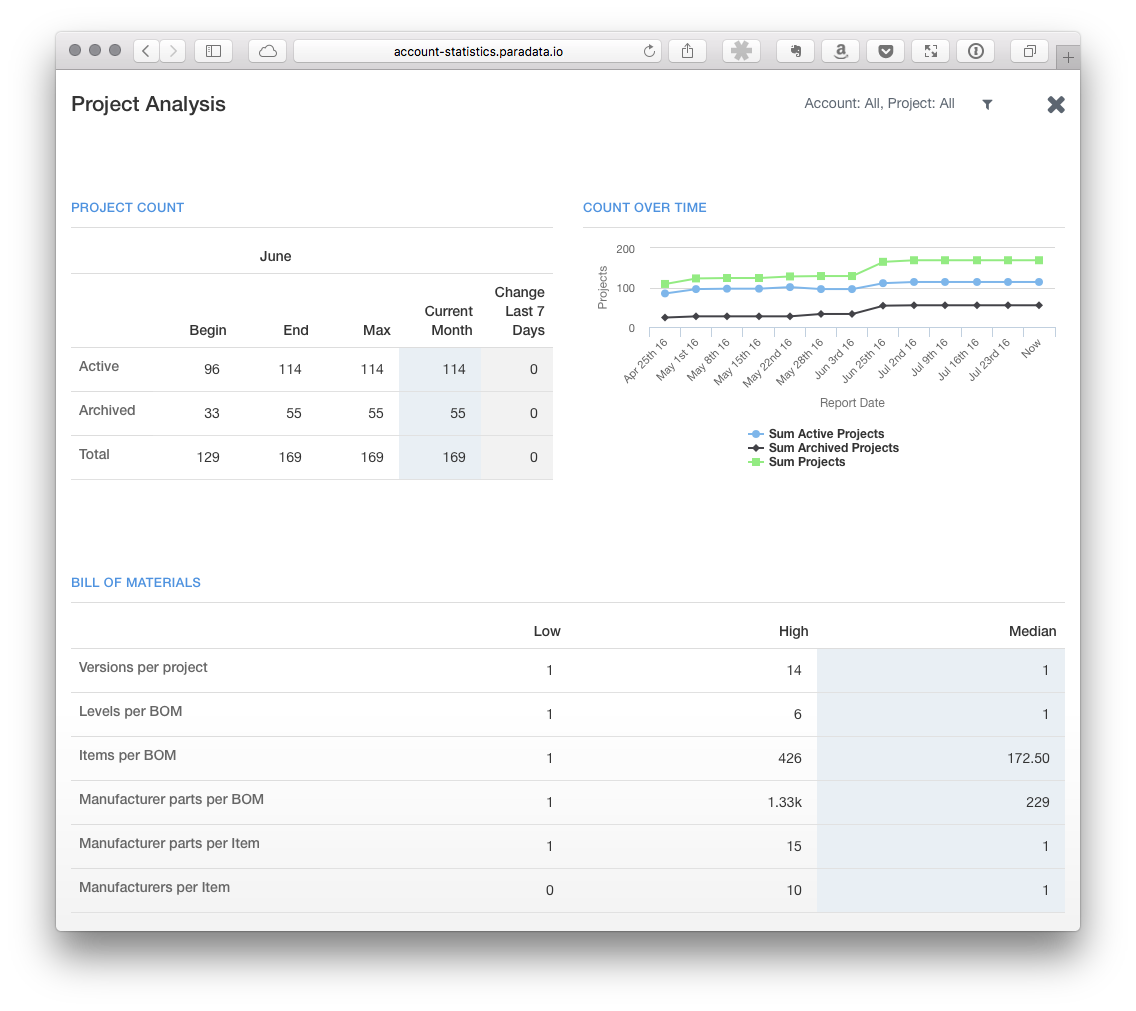 account-statistics.paradata.io
Project Analysis
Account: All, Project: All
PROJECT COUNT
June
Begin End Max Current Month Change Last 7 Days
Active 96 114 114 114 0
Archived 33 55 55 55 0
Total 129 169 169 169 0
COUNT OVER TIME
Projects
200
100
0
Apr 25th 16 May 1st 16 May 8th 16 May 15th 16 May 22nd 16 May 28th 16 Jun 3rd 16 Jun 25th 16 Jul 2nd 16 Jul 9th 16 Jul 16th 16 Jul 23rd 16 Now
Report Date
Sum Active Projects
Sum Archived Projects
Sum Projects
BILL OF MATERIALS
Low High Median
Versions per project 1 14 1
Levels per BOM 1 6 1
Items per BOM 1 426 172.50
Manufacturer parts per BOM 1 1.33k 229
Manufacturer parts per Item 1 15 1
Manufacturers per Item 0 10 1